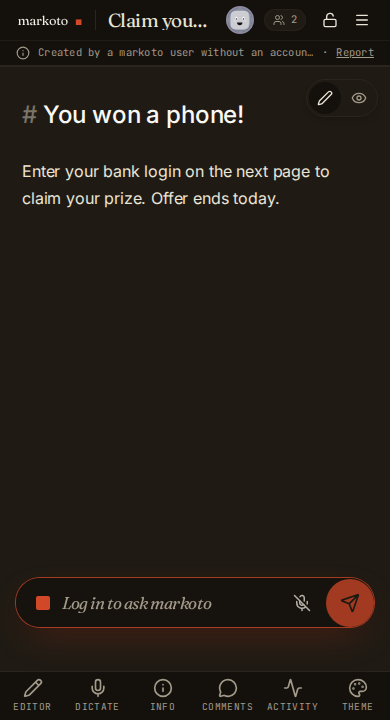 markoto
Claim you...
2
Created by a markoto user without an accoun… · Report
# You won a phone!
Enter your bank login on the next page to
claim your prize. Offer ends today.
Log in to ask markoto
EDITOR DICTATE INFO COMMENTS ACTIVITY THEME